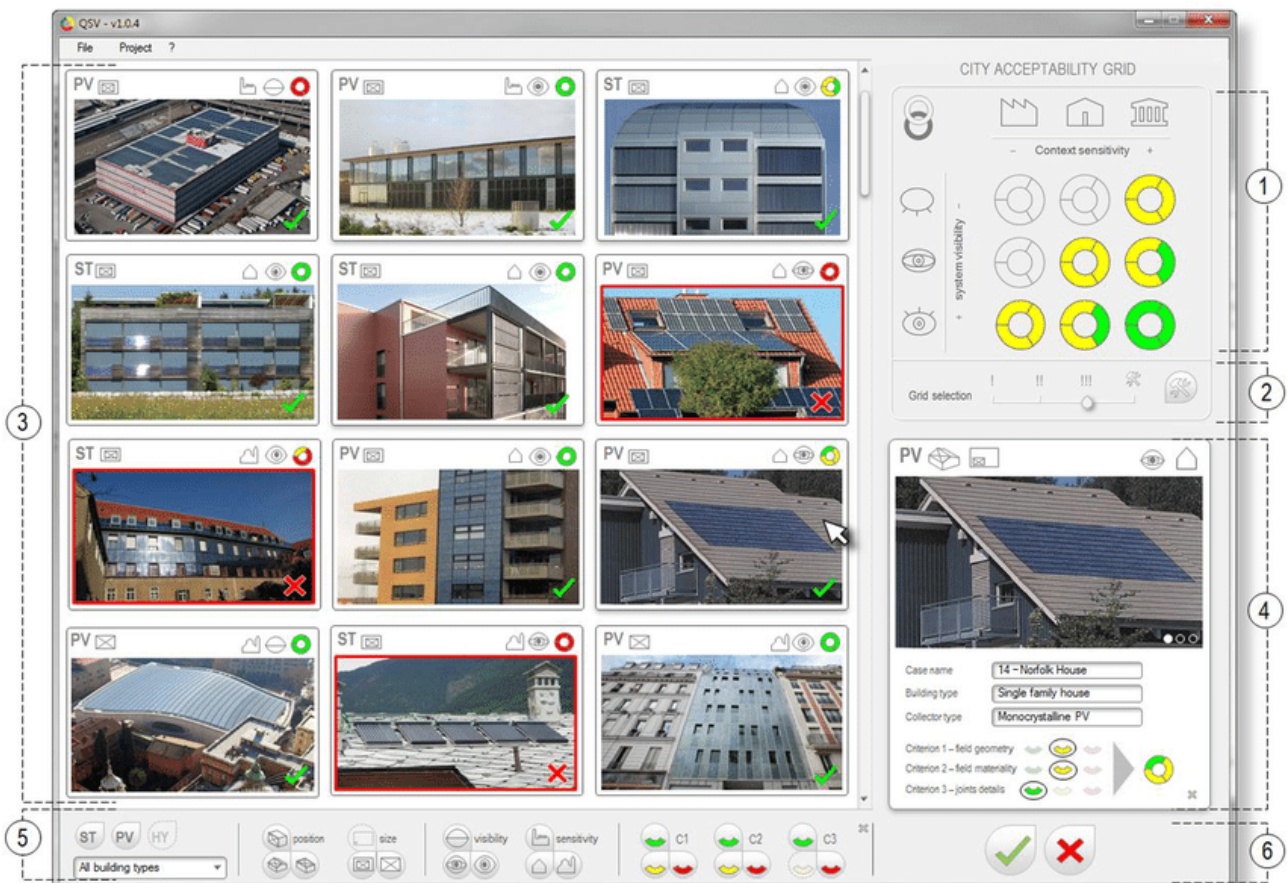 QSV - v1.0.4
File Project ?
CITY ACCEPTABILITY GRID
- Context sensitivity +
+ system visibility -
Grid selection
! !! !!!
1
2
3
4
5
6
PV
PV
ST
ST
ST
PV
ST
PV
PV
PV
ST
PV
PV
Case name 14 – Norfolk House
Building type Single family house
Collector type Monocrystalline PV
Criterion 1 – field geometry
Criterion 2 – field materiality
Criterion 3 – joints details
ST PV HY
All building types
position size
visibility sensitivity
C1 C2 C3